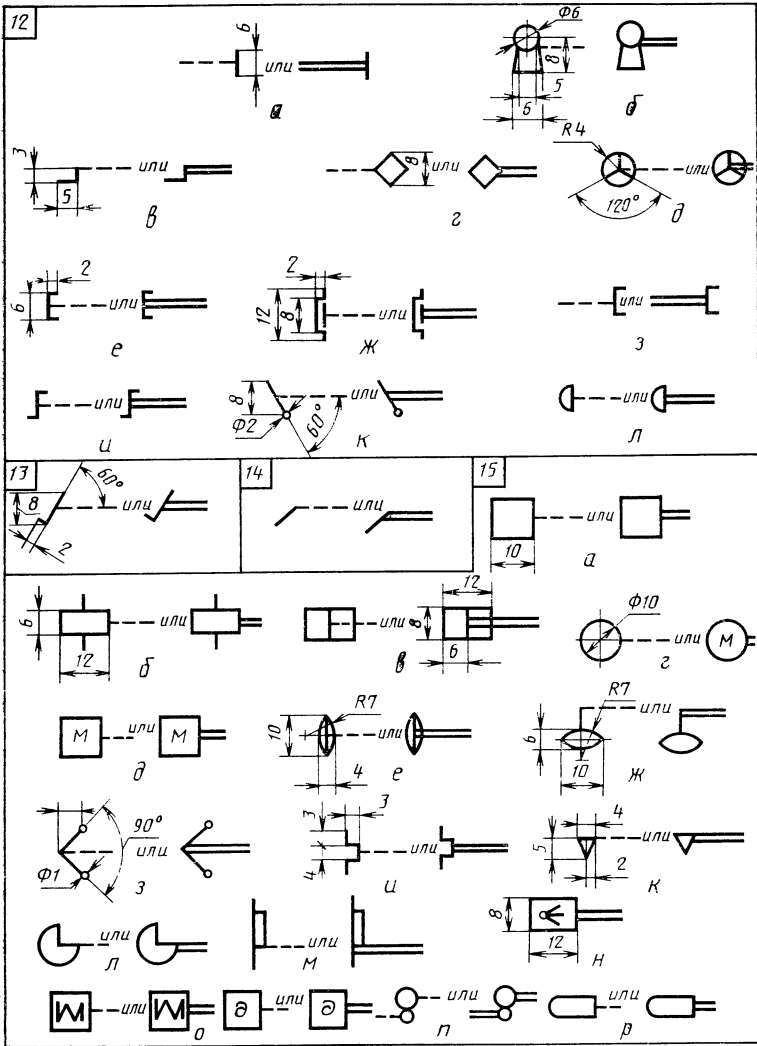 12
6
или
а
Ф6
8
5
6
б
3
5
или
в
8
или
г
R4
120°
или
д
2
6
или
е
2
12
8
или
ж
или
з
или
и
8
Ф2
60°
или
к
или
л
13
60°
8
2
или
14
или
15
10
или
а
6
12
или
б
или
12
8
6
в
Ф10
или
М
г
М
или
М
д
10
R7
4
или
е
R7
6
10
или
ж
90°
Ф1
или
з
3
3
4
или
и
4
5
2
или
к
или
л
или
м
8
12
н
или
о
д
или
д
или
п
или
р